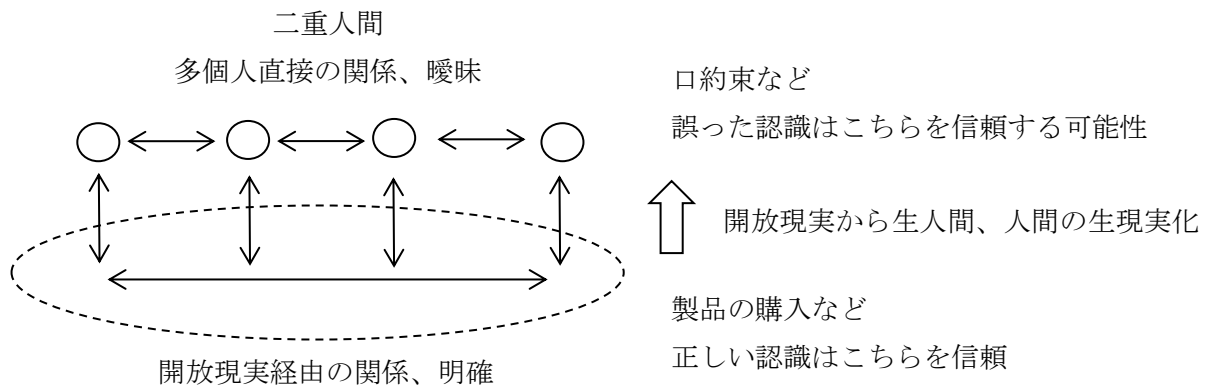 二重人間
多個人直接の関係、曖昧
口約束など
誤った認識はこちらを信頼する可能性
開放現実から生人間、人間の生現実化
製品の購入など
正しい認識はこちらを信頼
開放現実経由の関係、明確